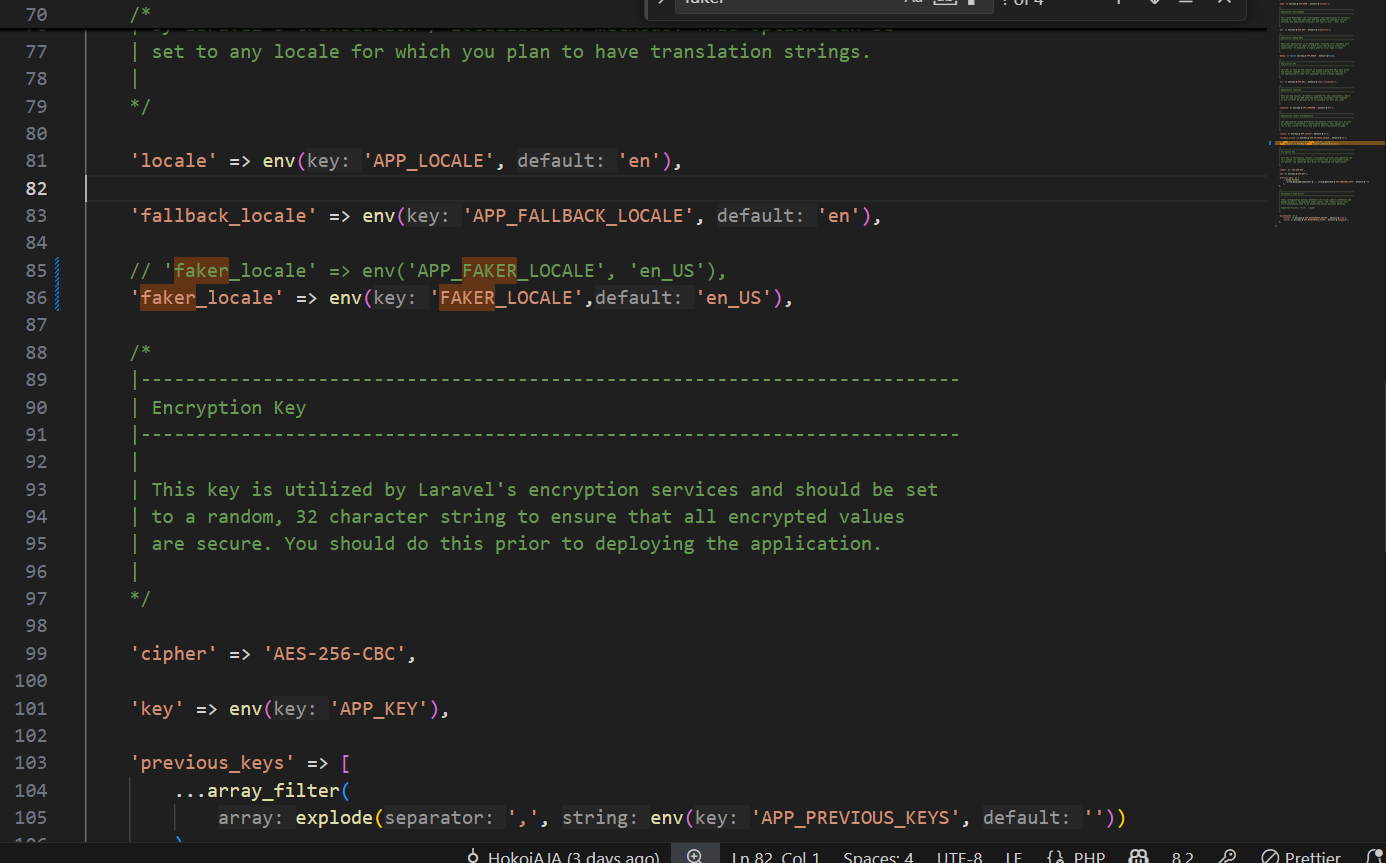 70 /*
77 | set to any locale for which you plan to have translation strings.
78 |
79 */
80
81 'locale' => env(key: 'APP_LOCALE', default: 'en'),
82
83 'fallback_locale' => env(key: 'APP_FALLBACK_LOCALE', default: 'en'),
84
85 // 'faker_locale' => env('APP_FAKER_LOCALE', 'en_US'),
86 'faker_locale' => env(key: 'FAKER_LOCALE',default: 'en_US'),
87
88 /*
89 |--------------------------------------------------------------------------
90 | Encryption Key
91 |--------------------------------------------------------------------------
92 |
93 | This key is utilized by Laravel's encryption services and should be set
94 | to a random, 32 character string to ensure that all encrypted values
95 | are secure. You should do this prior to deploying the application.
96 |
97 */
98
99 'cipher' => 'AES-256-CBC',
100
101 'key' => env(key: 'APP_KEY'),
102
103 'previous_keys' => [
104 ...array_filter(
105 array: explode(separator: ',', string: env(key: 'APP_PREVIOUS_KEYS', default: ''))
HokojAJA (3 days ago) Ln 82, Col 1 Spaces: 4 UTF-8 LF {} PHP 8.2 Prettier